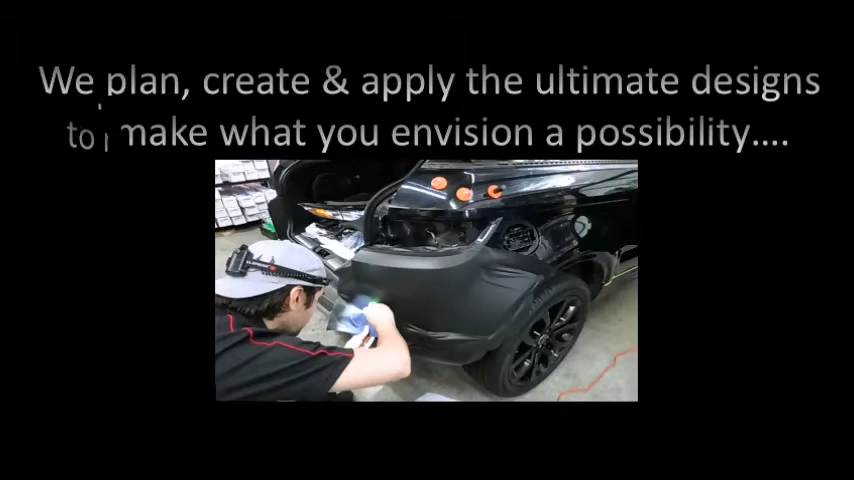 We plan, create & apply the ultimate designs
to make what you envision a possibility....